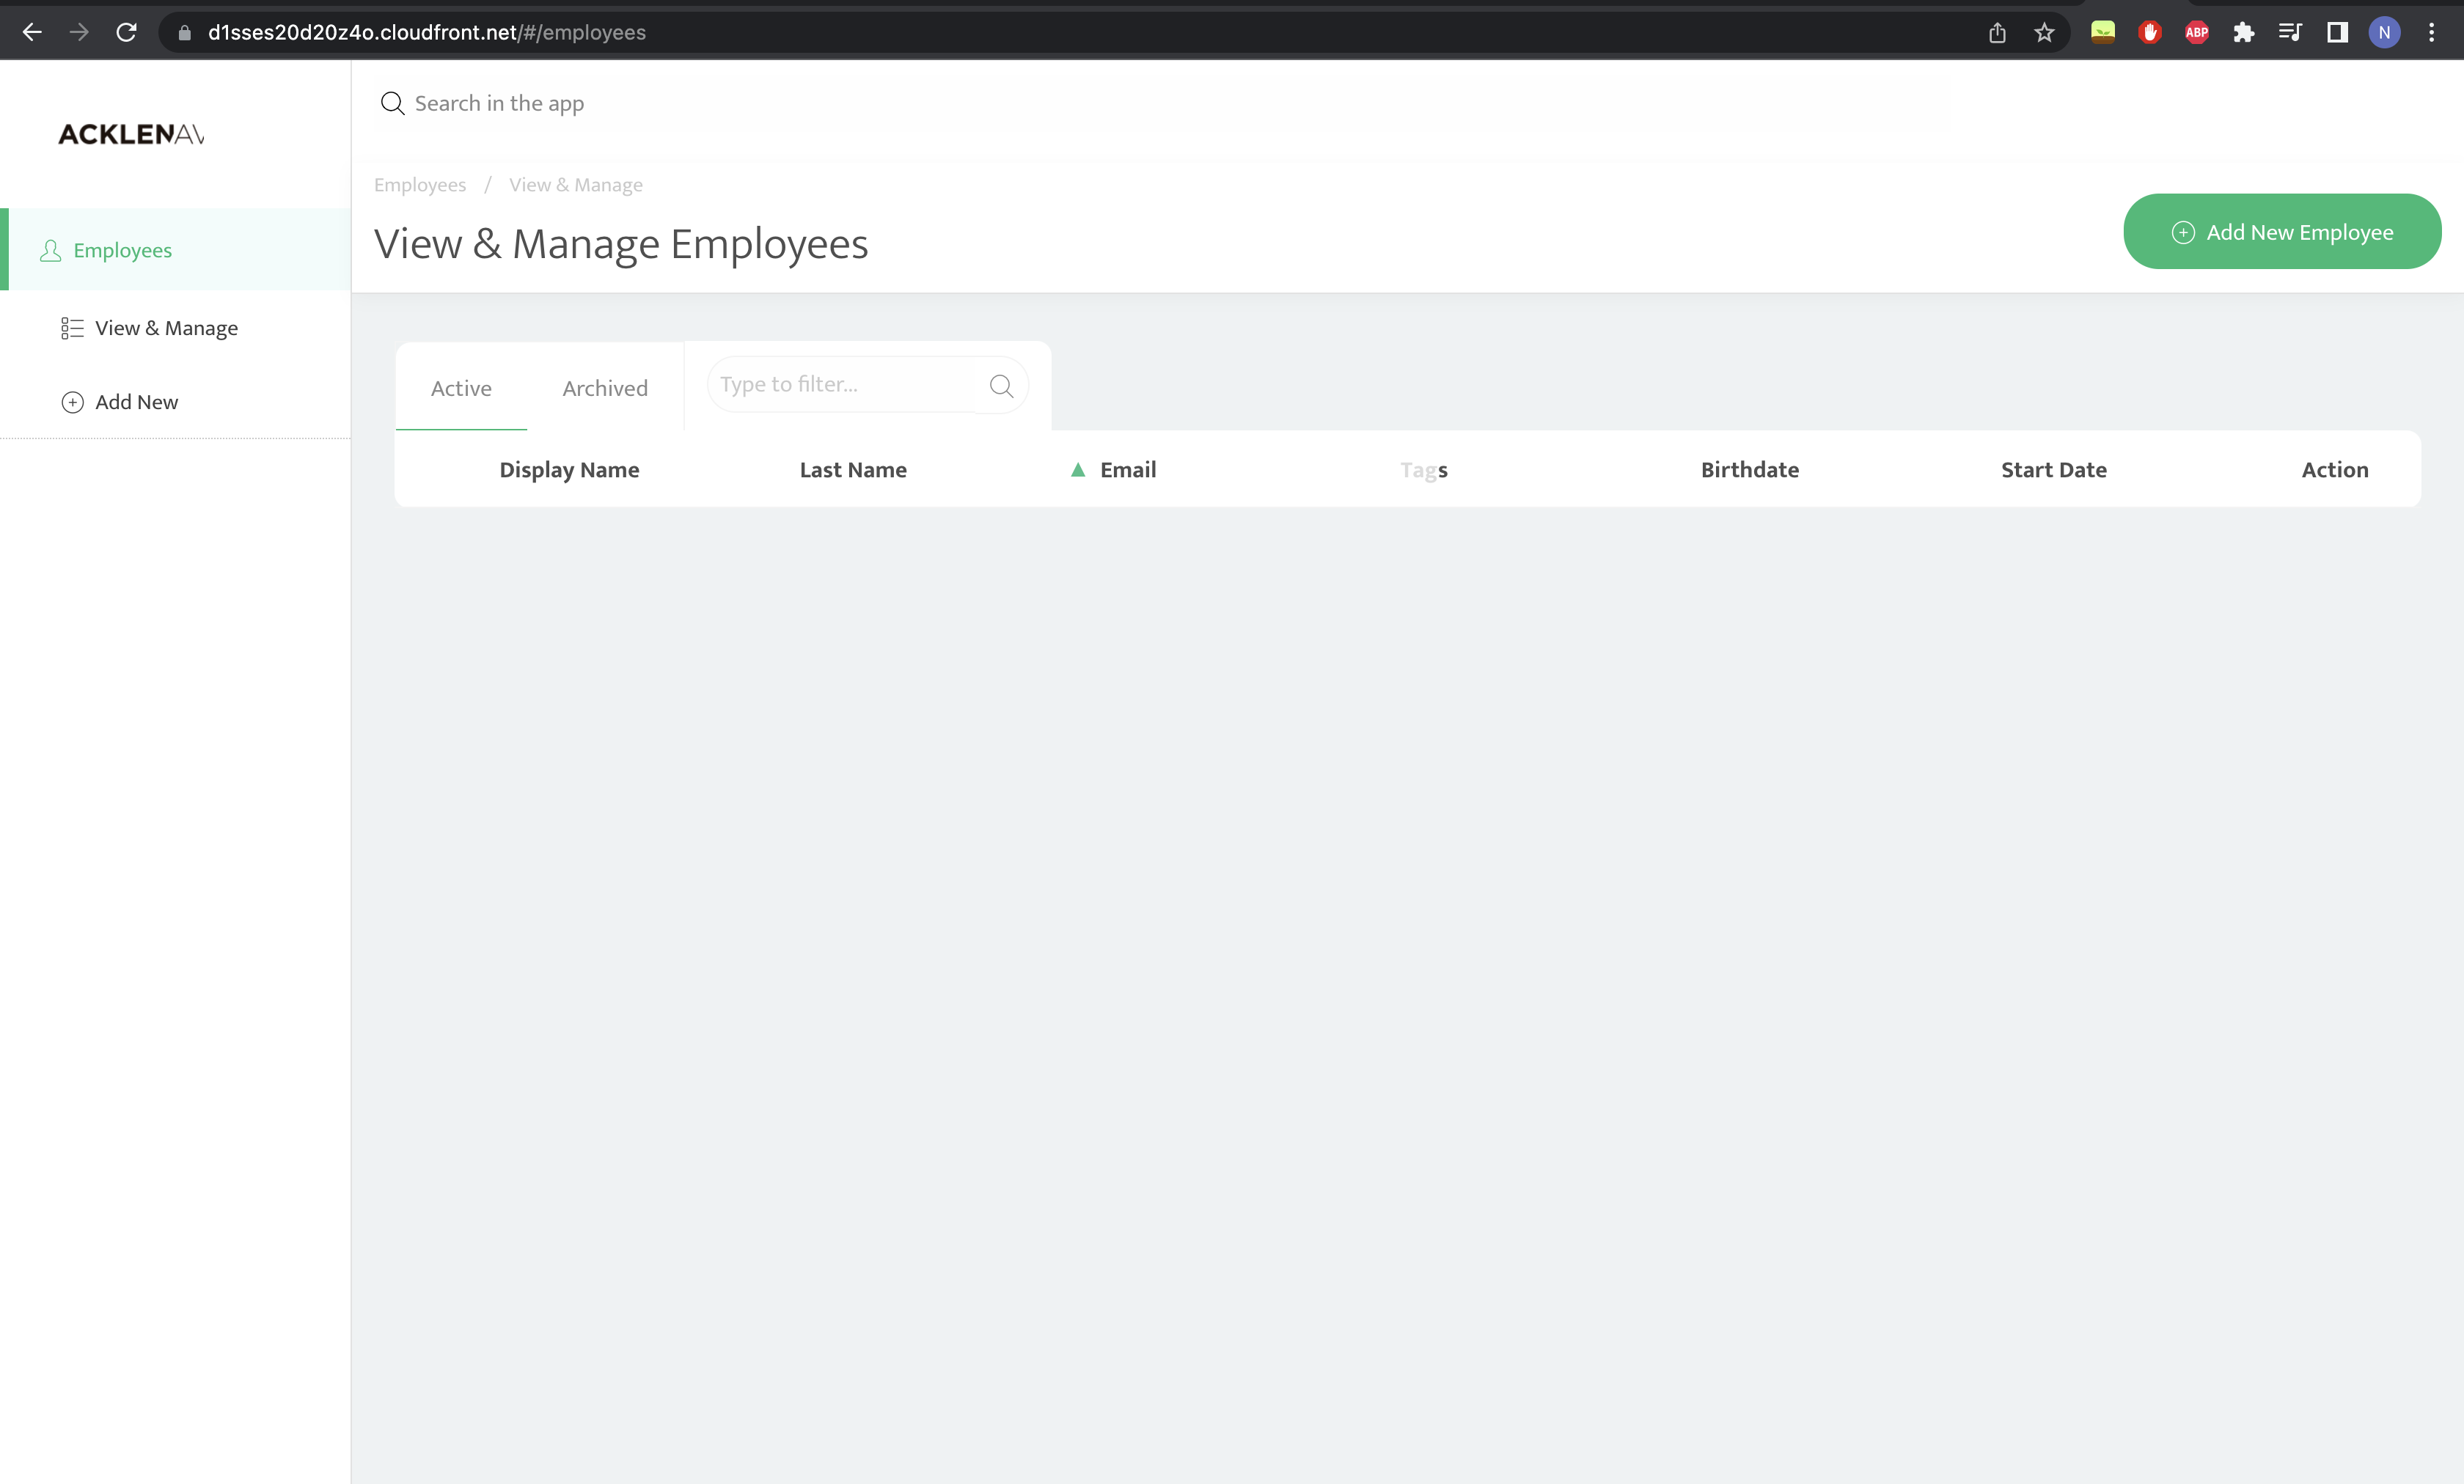 d1sses20d20z4o.cloudfront.net/#/employees
ABP
N
Search in the app
ACKLENAV
Employees / View & Manage
View & Manage Employees
Add New Employee
Employees
View & Manage
Add New
Active Archived Type to filter...
Display Name Last Name ▲ Email Tags Birthdate Start Date Action